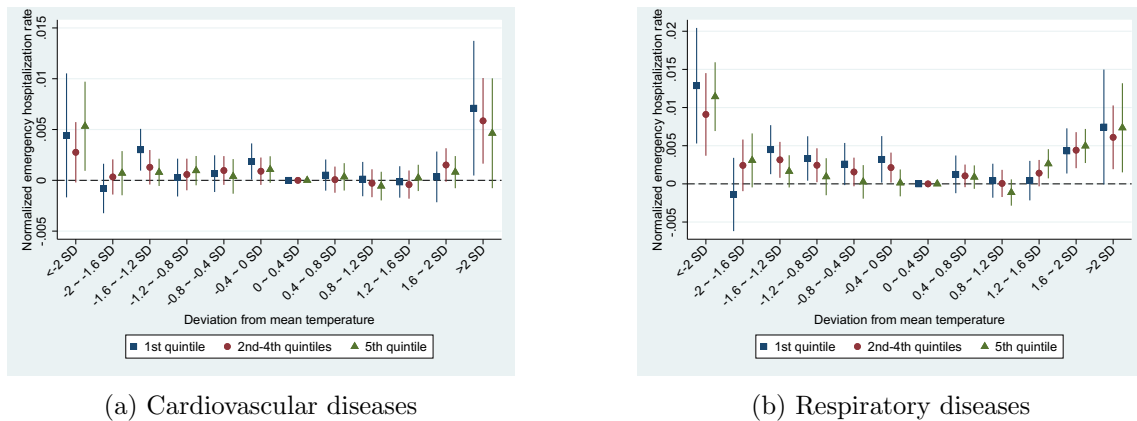 Normalized emergency hospitalization rate
.015
.01
.005
0
-.005
<-2 SD
-2 ~ -1.6 SD
-1.6 ~ -1.2 SD
-1.2 ~ -0.8 SD
-0.8 ~ -0.4 SD
-0.4 ~ 0 SD
0 ~ 0.4 SD
0.4 ~ 0.8 SD
0.8 ~ 1.2 SD
1.2 ~ 1.6 SD
1.6 ~ 2 SD
>2 SD
Deviation from mean temperature
1st quintile 2nd-4th quintiles 5th quintile
(a) Cardiovascular diseases
Normalized emergency hospitalization rate
.02
.015
.01
.005
0
-.005
<-2 SD
-2 ~ -1.6 SD
-1.6 ~ -1.2 SD
-1.2 ~ -0.8 SD
-0.8 ~ -0.4 SD
-0.4 ~ 0 SD
0 ~ 0.4 SD
0.4 ~ 0.8 SD
0.8 ~ 1.2 SD
1.2 ~ 1.6 SD
1.6 ~ 2 SD
>2 SD
Deviation from mean temperature
1st quintile 2nd-4th quintiles 5th quintile
(b) Respiratory diseases